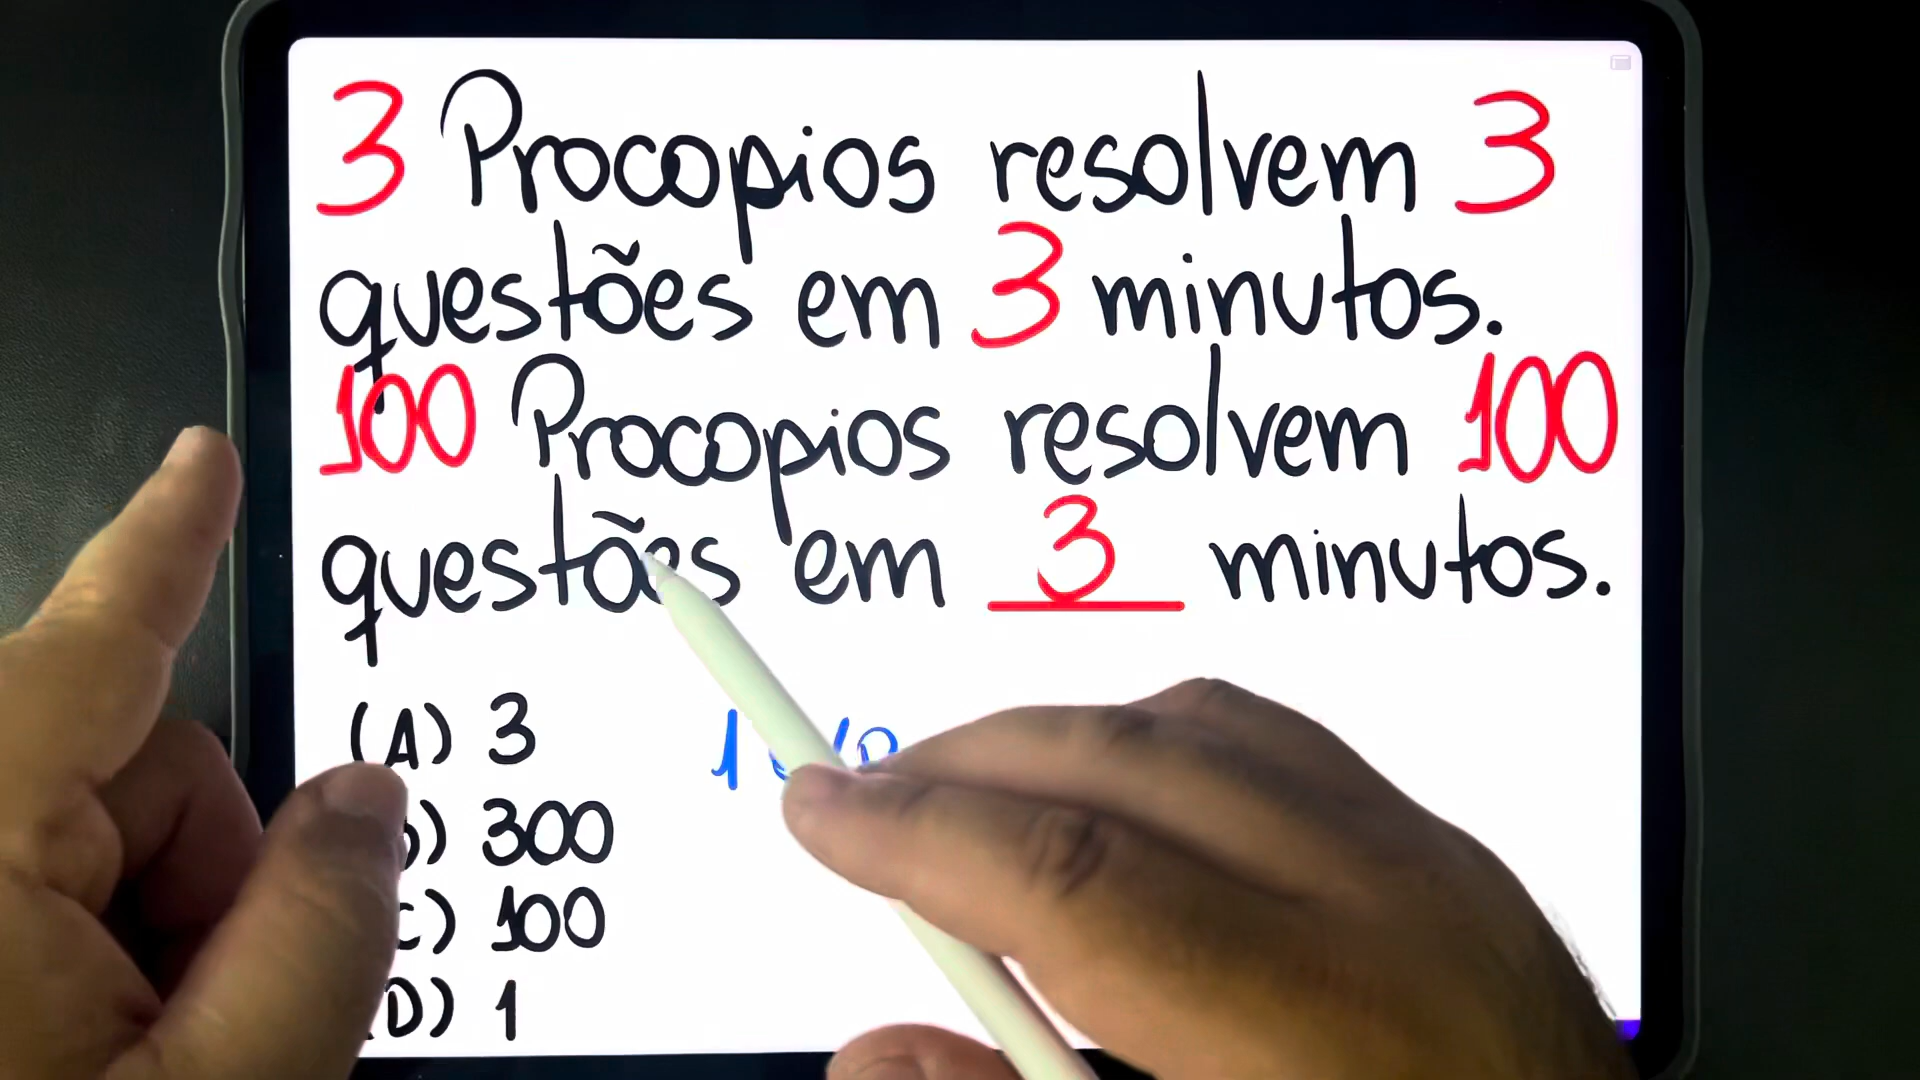 3 Procopios resolvem 3
questões em 3 minutos.
100 Procopios resolvem 100
questões em 3 minutos.
(A) 3
) 300
) 100
D) 1
1